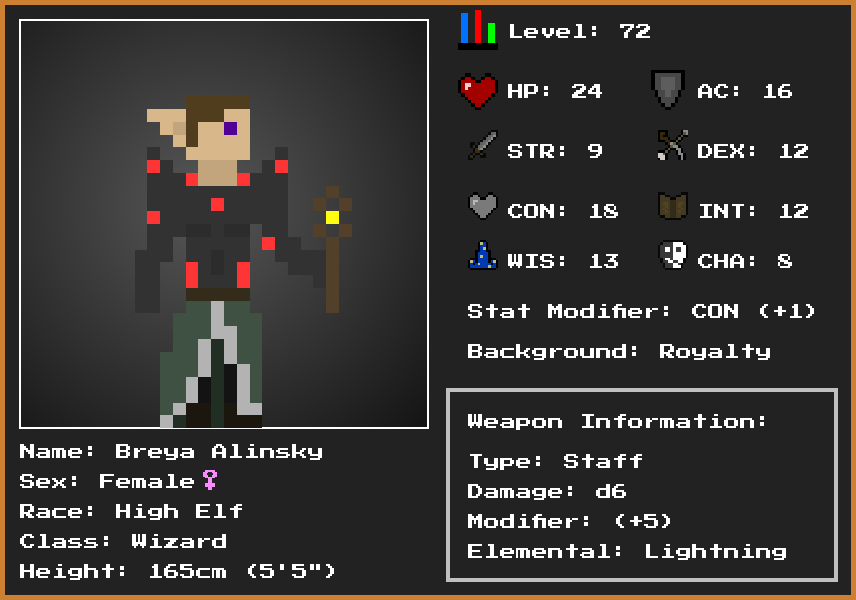 Level: 72
HP: 24
AC: 16
STR: 9
DEX: 12
CON: 18
INT: 12
WIS: 13
CHA: 8
Stat Modifier: CON (+1)
Background: Royalty
Weapon Information:
Type: Staff
Damage: d6
Modifier: (+5)
Elemental: Lightning
Name: Breya Alinsky
Sex: Female♀
Race: High Elf
Class: Wizard
Height: 165cm (5'5")